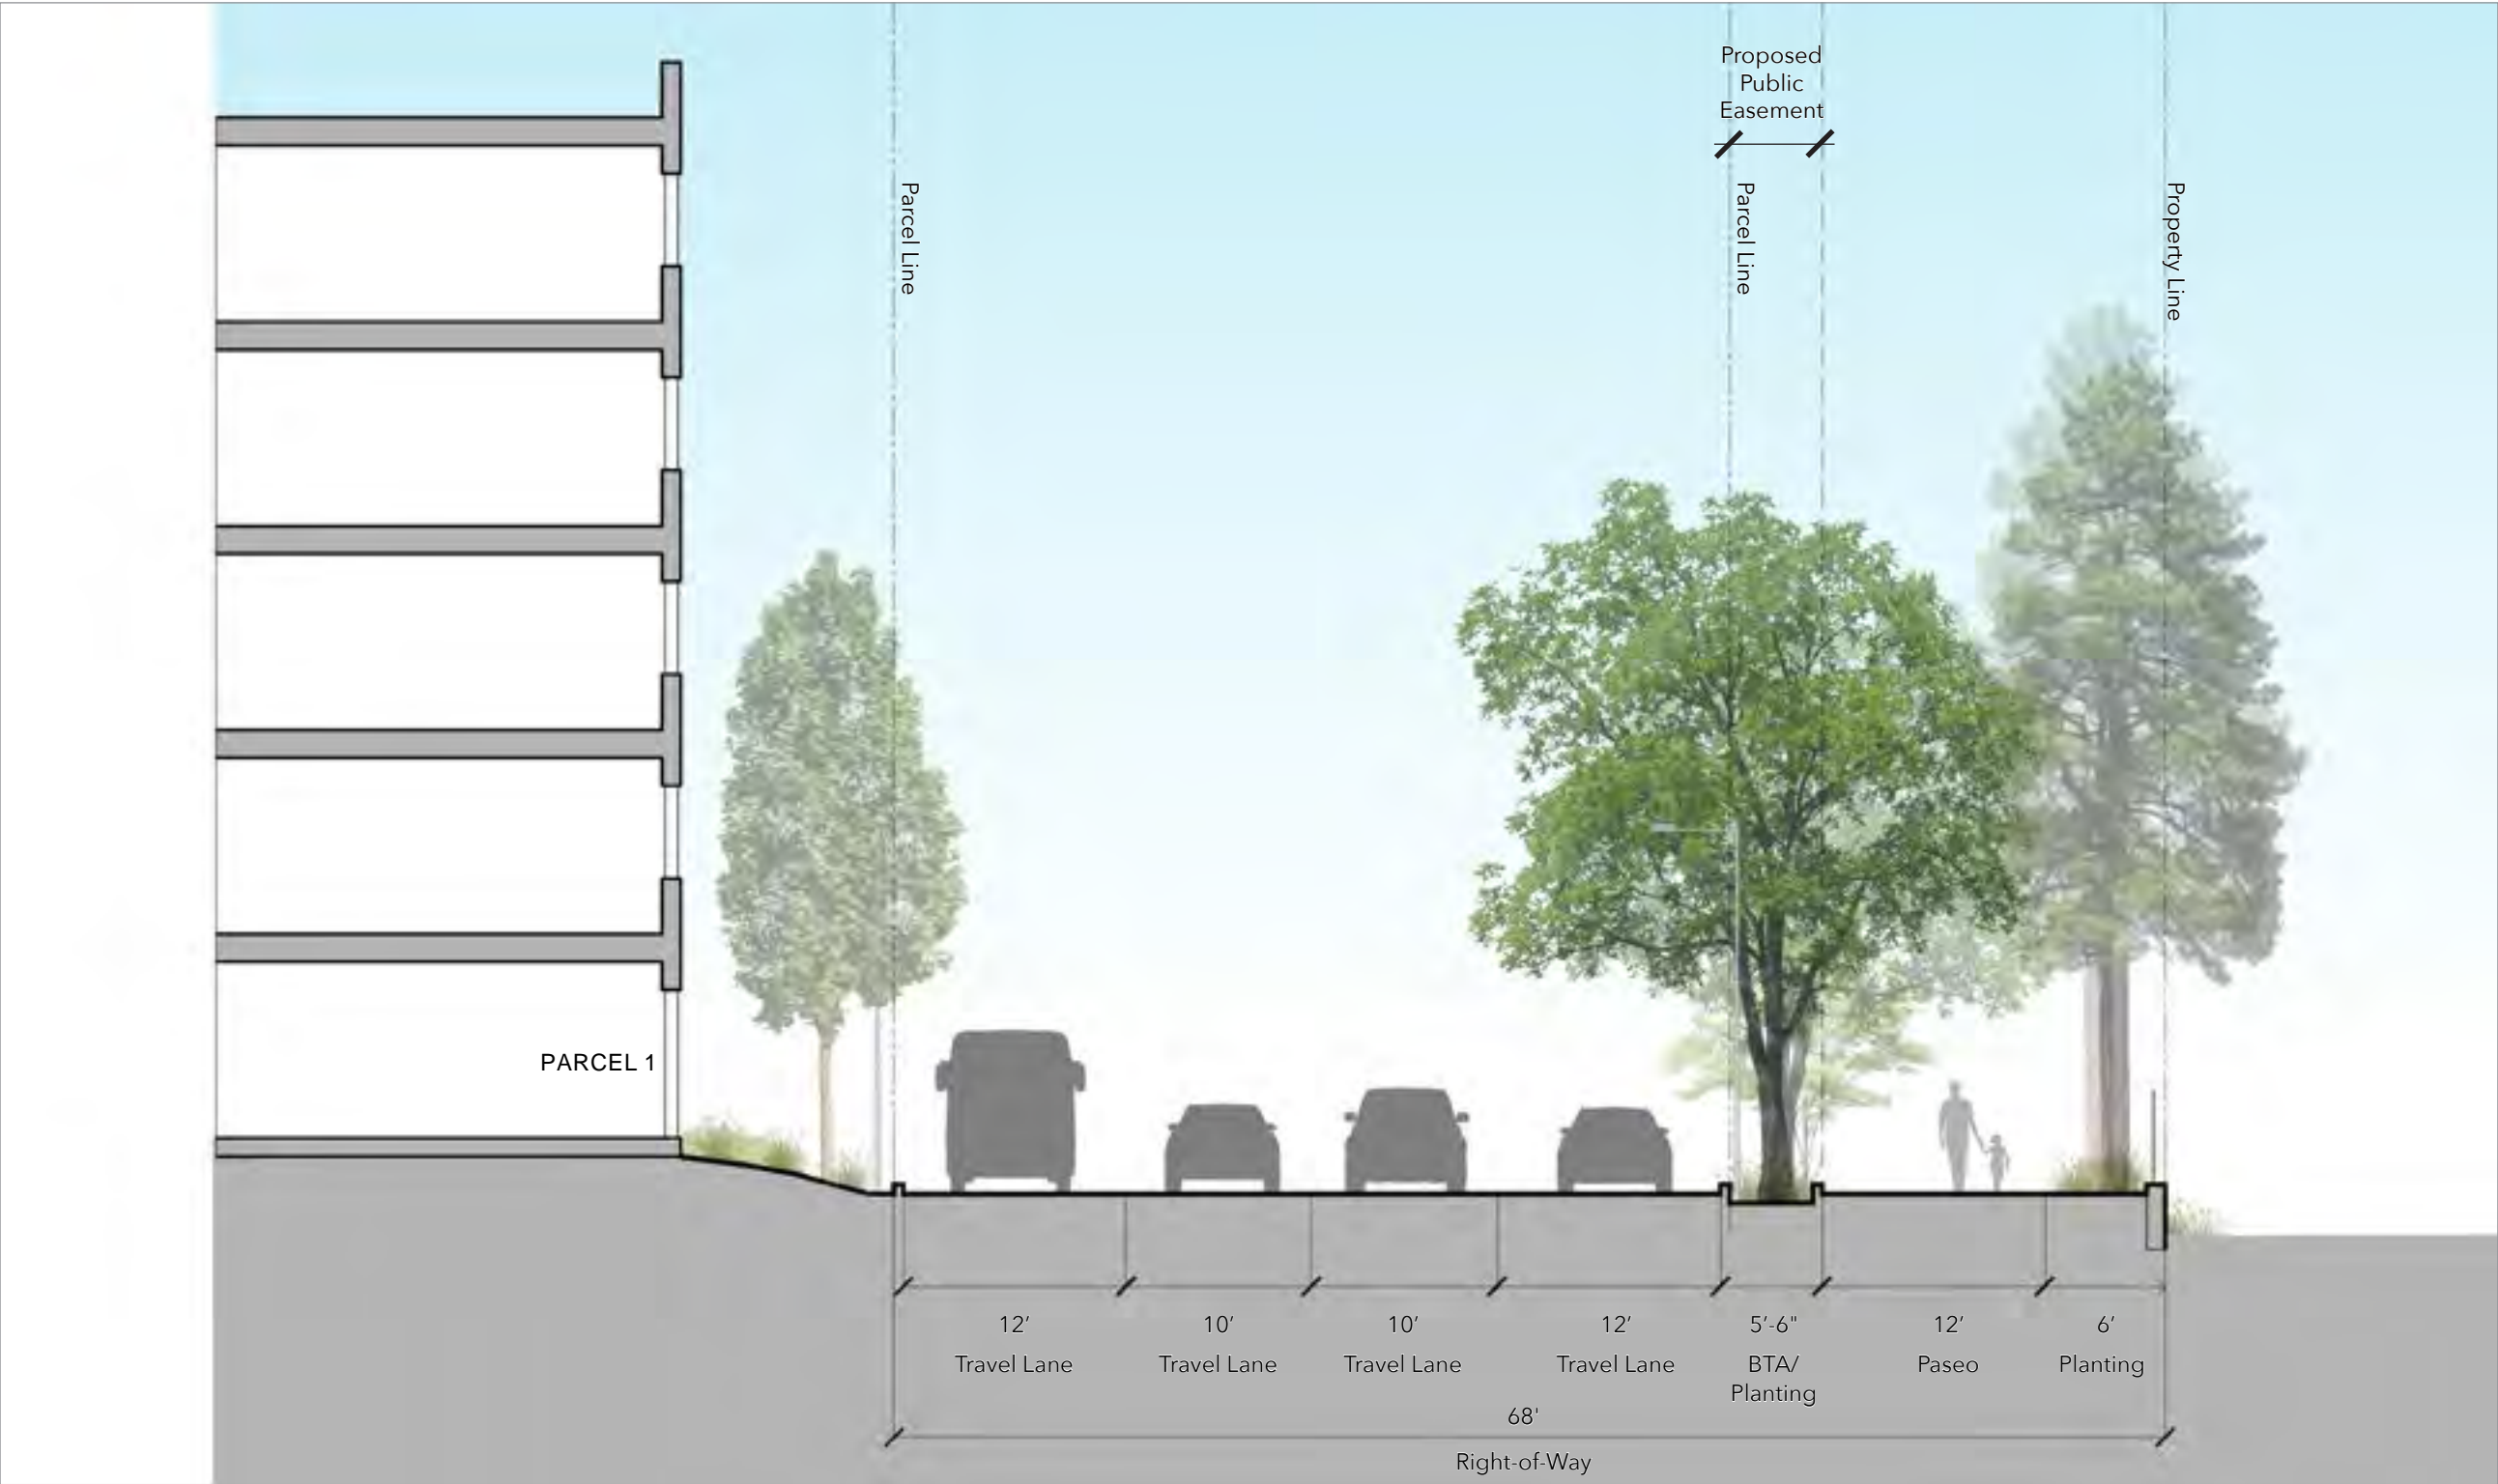 Proposed
Public
Easement
Parcel Line
Parcel Line
Property Line
PARCEL 1
12’
10’
10’
12’
5’-6"
12’
6’
Travel Lane
Travel Lane
Travel Lane
Travel Lane
BTA/
Planting
Paseo
Planting
68'
Right-of-Way